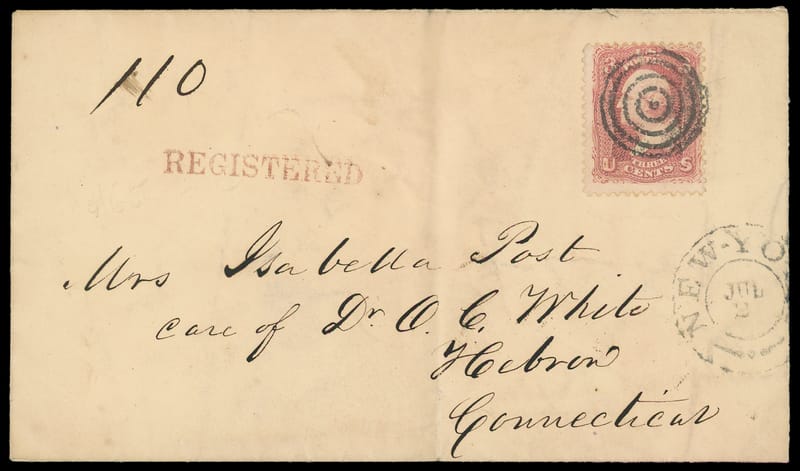 110
REGISTERED
U S
THREE
CENTS
NEW-YO
JUL
2
Mrs Isabella Post
care of Dr. O. C. White
Hebron
Connecticut